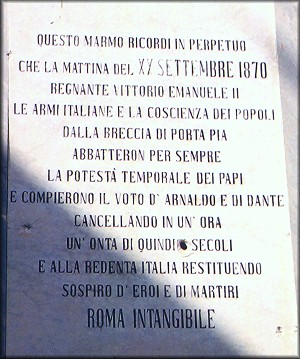 QUESTO MARMO RICORDI IN PERPETUO
CHE LA MATTINA DEL XX SETTEMBRE 1870
REGNANTE VITTORIO EMANUELE II
LE ARMI ITALIANE E LA COSCIENZA DEI POPOLI
DALLA BRECCIA DI PORTA PIA
ABBATTERON PER SEMPRE
LA POTESTÀ TEMPORALE DEI PAPI
E COMPIERONO IL VOTO D'ARNALDO E DI DANTE
CANCELLANDO IN UN' ORA
UN' ONTA DI QUINDICI SECOLI
E ALLA REDENTA ITALIA RESTITUENDO
SOSPIRO D' EROI E DI MARTIRI
ROMA INTANGIBILE